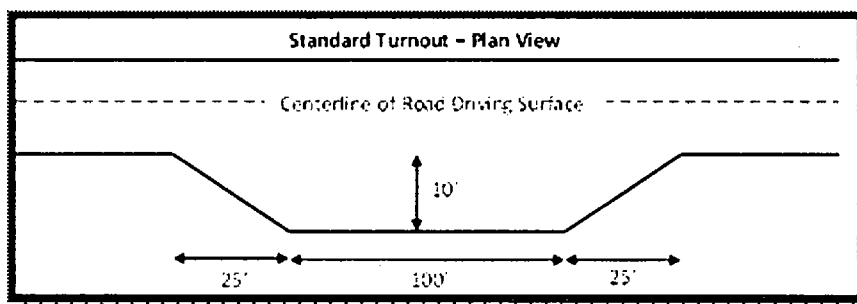 Standard Turnout – Plan View
Centerline of Road Driving Surface
10'
25'
100'
25'